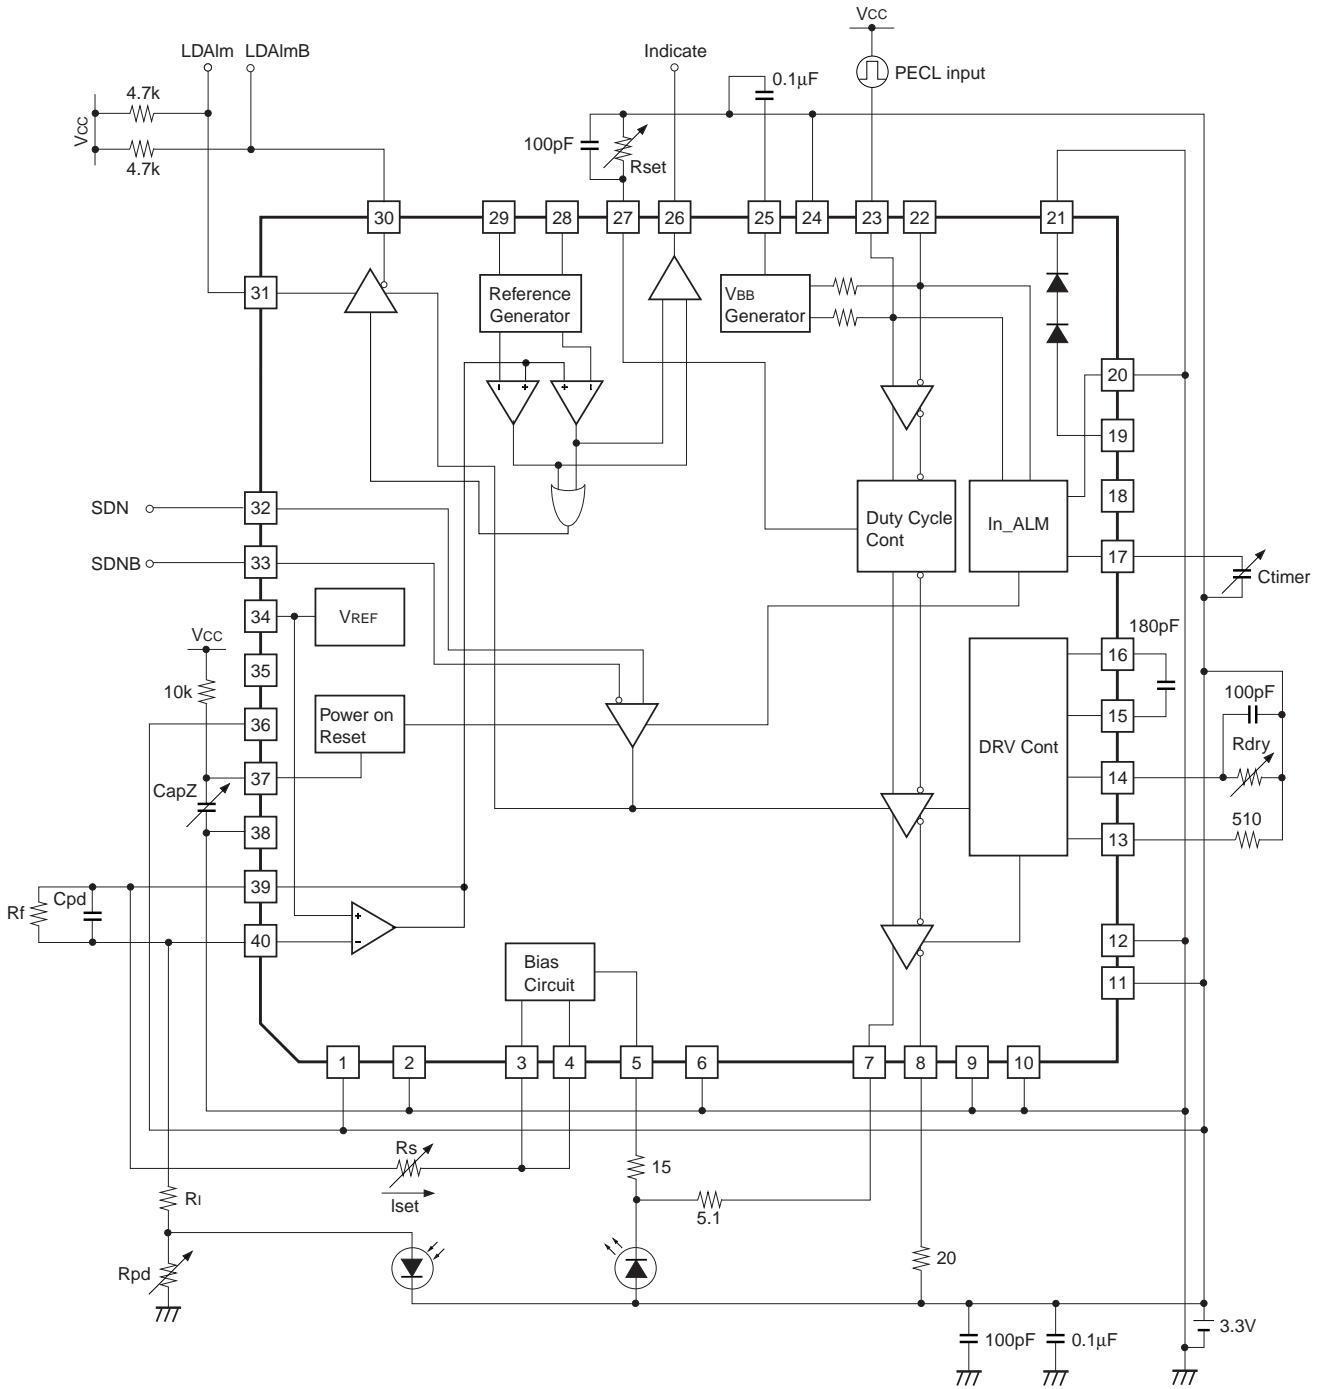 VCC
LDAlm LDAlmB
Indicate
PECL input
0.1µF
4.7k
VCC
4.7k
100pF
Rset
30
29
28
27
26
25
24
23
22
21
31
Reference
Generator
VBB
Generator
20
- +
+ -
19
32
SDN
Duty Cycle
Cont
In_ALM
18
33
SDNB
17
Ctimer
34
VREF
VCC
180pF
16
35
10k
100pF
36
Power on
Reset
15
DRV Cont
Rdry
37
14
CapZ
38
510
13
39
Cpd
Rf
+
-
40
12
Bias
Circuit
11
1
2
3
4
5
6
7
8
9
10
Rs
15
Iset
RI
5.1
Rpd
20
3.3V
100pF
0.1µF